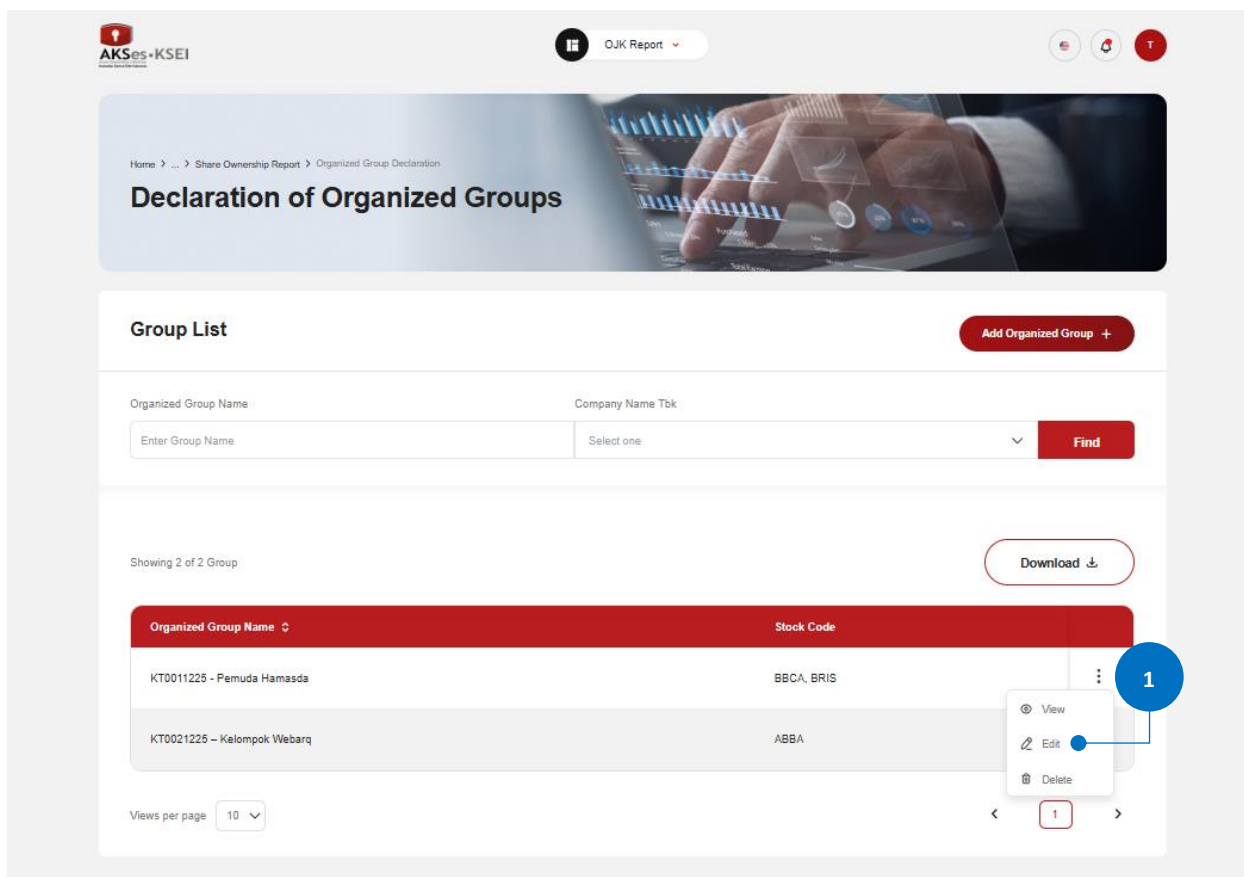 AKSes-KSEI
OJK Report
T
Home > ... > Share Ownership Report > Organized Group Declaration
Declaration of Organized Groups
Group List
Add Organized Group +
Organized Group Name
Company Name Tbk
Enter Group Name
Select one
Find
Showing 2 of 2 Group
Download
Organized Group Name
Stock Code
KT0011225 - Pemuda Hamasda
BBCA, BRIS
1
View
KT0021225 – Kelompok Webarq
ABBA
Edit
Delete
Views per page
10
<
1
>